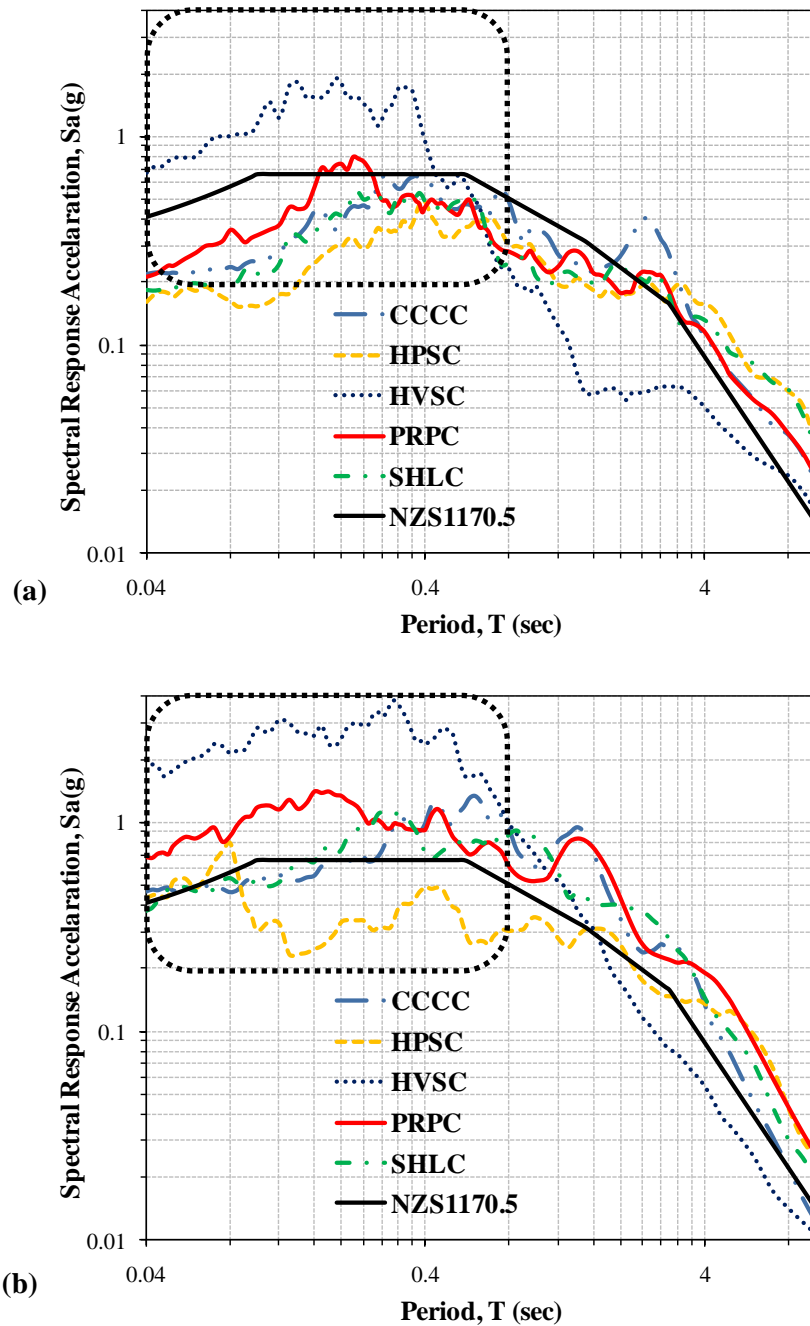 Spectral Response Accelaration, Sa(g)
1
0.1
0.01
CCCC
HPSC
HVSC
PRPC
SHLC
NZS1170.5
0.04
0.4
4
(a)
Period, T (sec)
Spectral Response Accelaration, Sa(g)
1
0.1
0.01
CCCC
HPSC
HVSC
PRPC
SHLC
NZS1170.5
0.04
0.4
4
(b)
Period, T (sec)